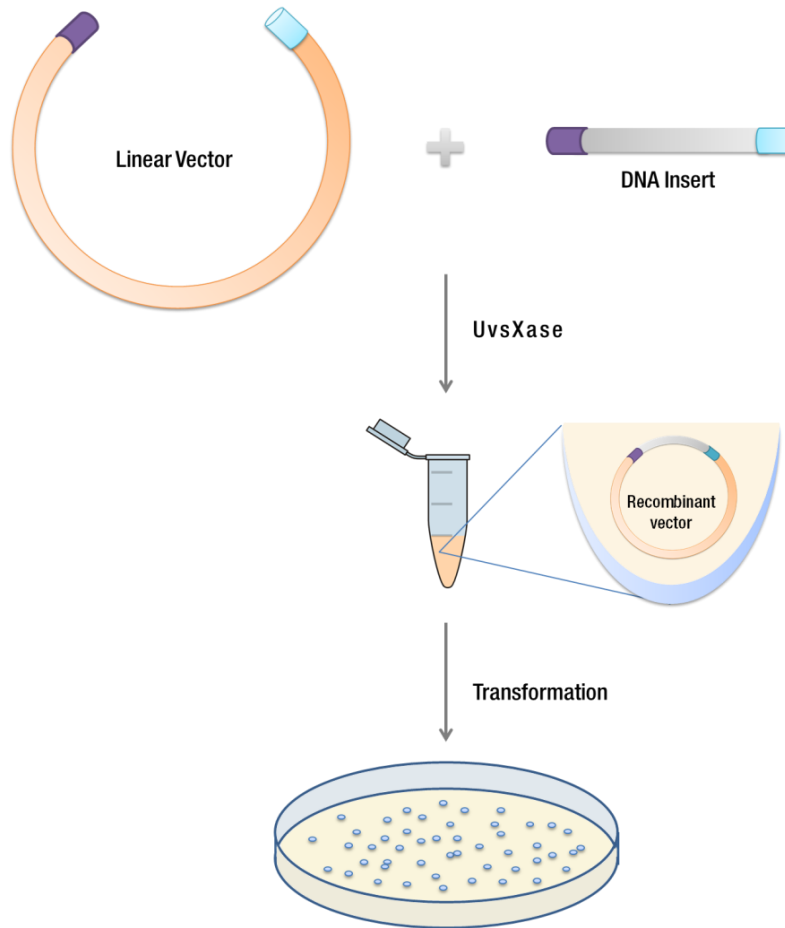 Linear Vector
DNA Insert
UvsXase
Recombinant
vector
Transformation